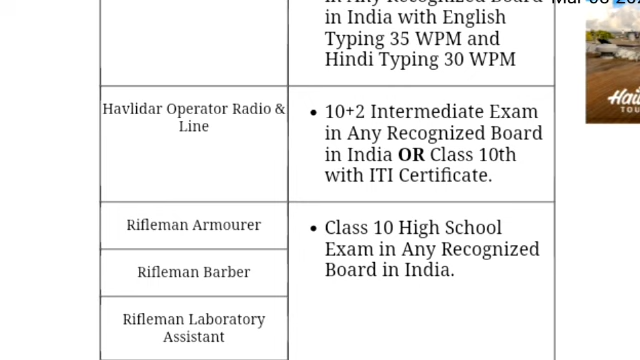 in Any Recognized Board
in India with English
Typing 35 WPM and
Hindi Typing 30 WPM
Havlidar Operator Radio &
Line
• 10+2 Intermediate Exam
in Any Recognized Board
in India OR Class 10th
with ITI Certificate.
Rifleman Armourer
• Class 10 High School
Exam in Any Recognized
Board in India.
Rifleman Barber
Rifleman Laboratory
Assistant